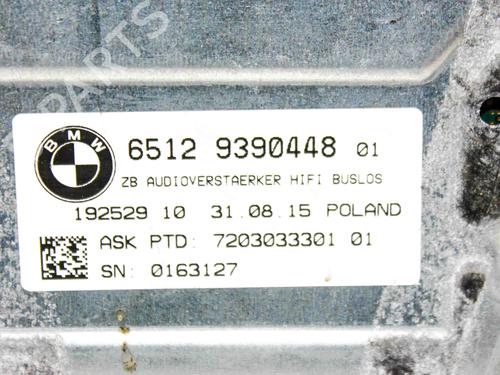 PARTS
BMW
6512 9390448 01
ZB AUDIOVERSTAERKER HIFI BUSLOS
192529 10 31.08.15 POLAND
ASK PTD: 7203033301 01
SN: 0163127